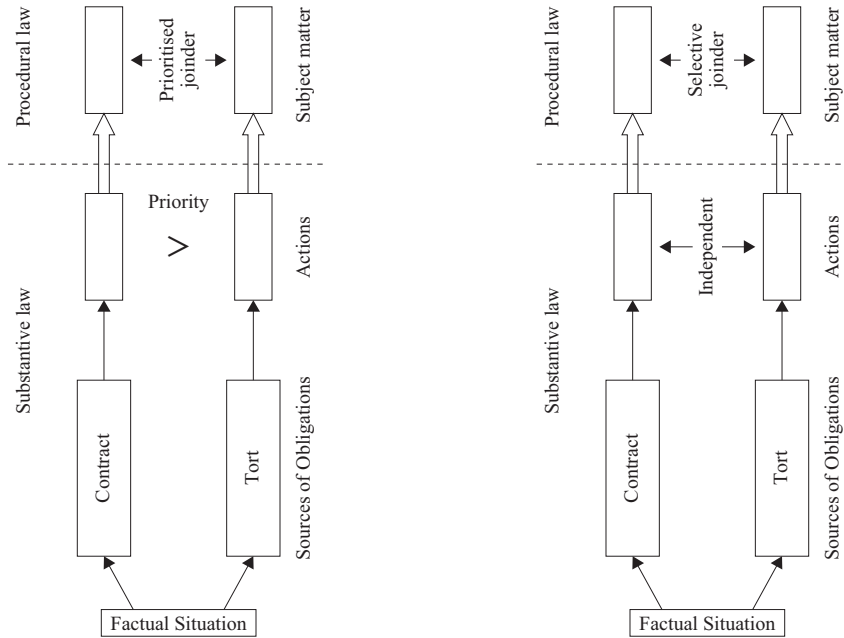 Procedural law
Prioritised
joinder
Subject matter
Priority
>
Actions
Substantive law
Contract
Tort
Sources of Obligations
Factual Situation
Procedural law
Selective
joinder
Subject matter
Independent
Actions
Substantive law
Contract
Tort
Sources of Obligations
Factual Situation